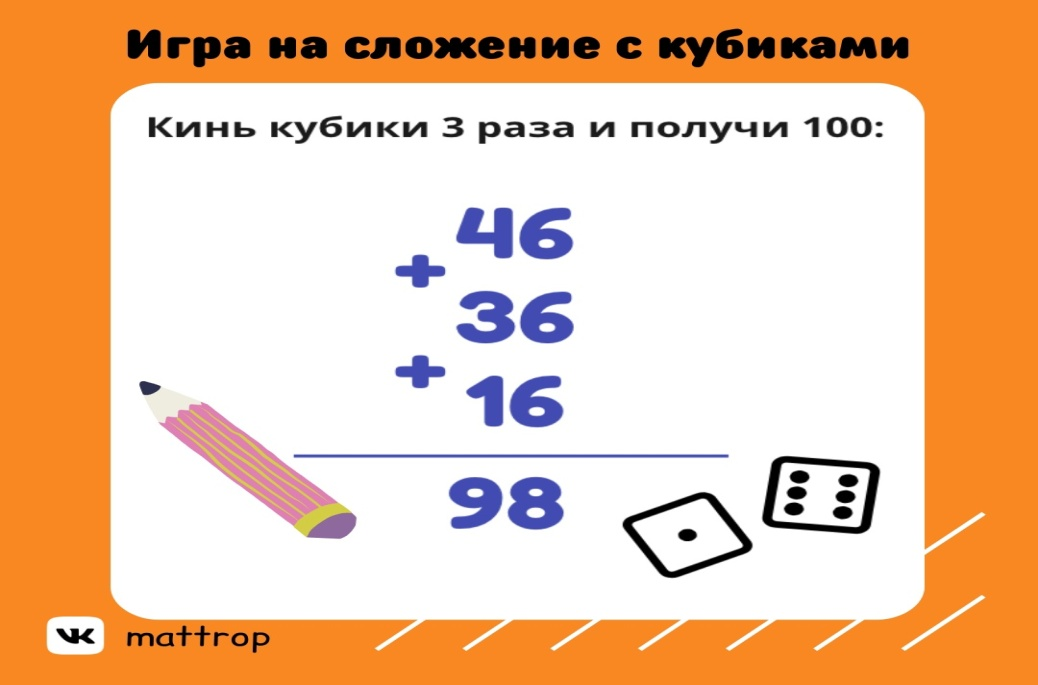 Игра на сложение с кубиками
Кинь кубики 3 раза и получи 100:
46
+
36
+
16
98
mattrop